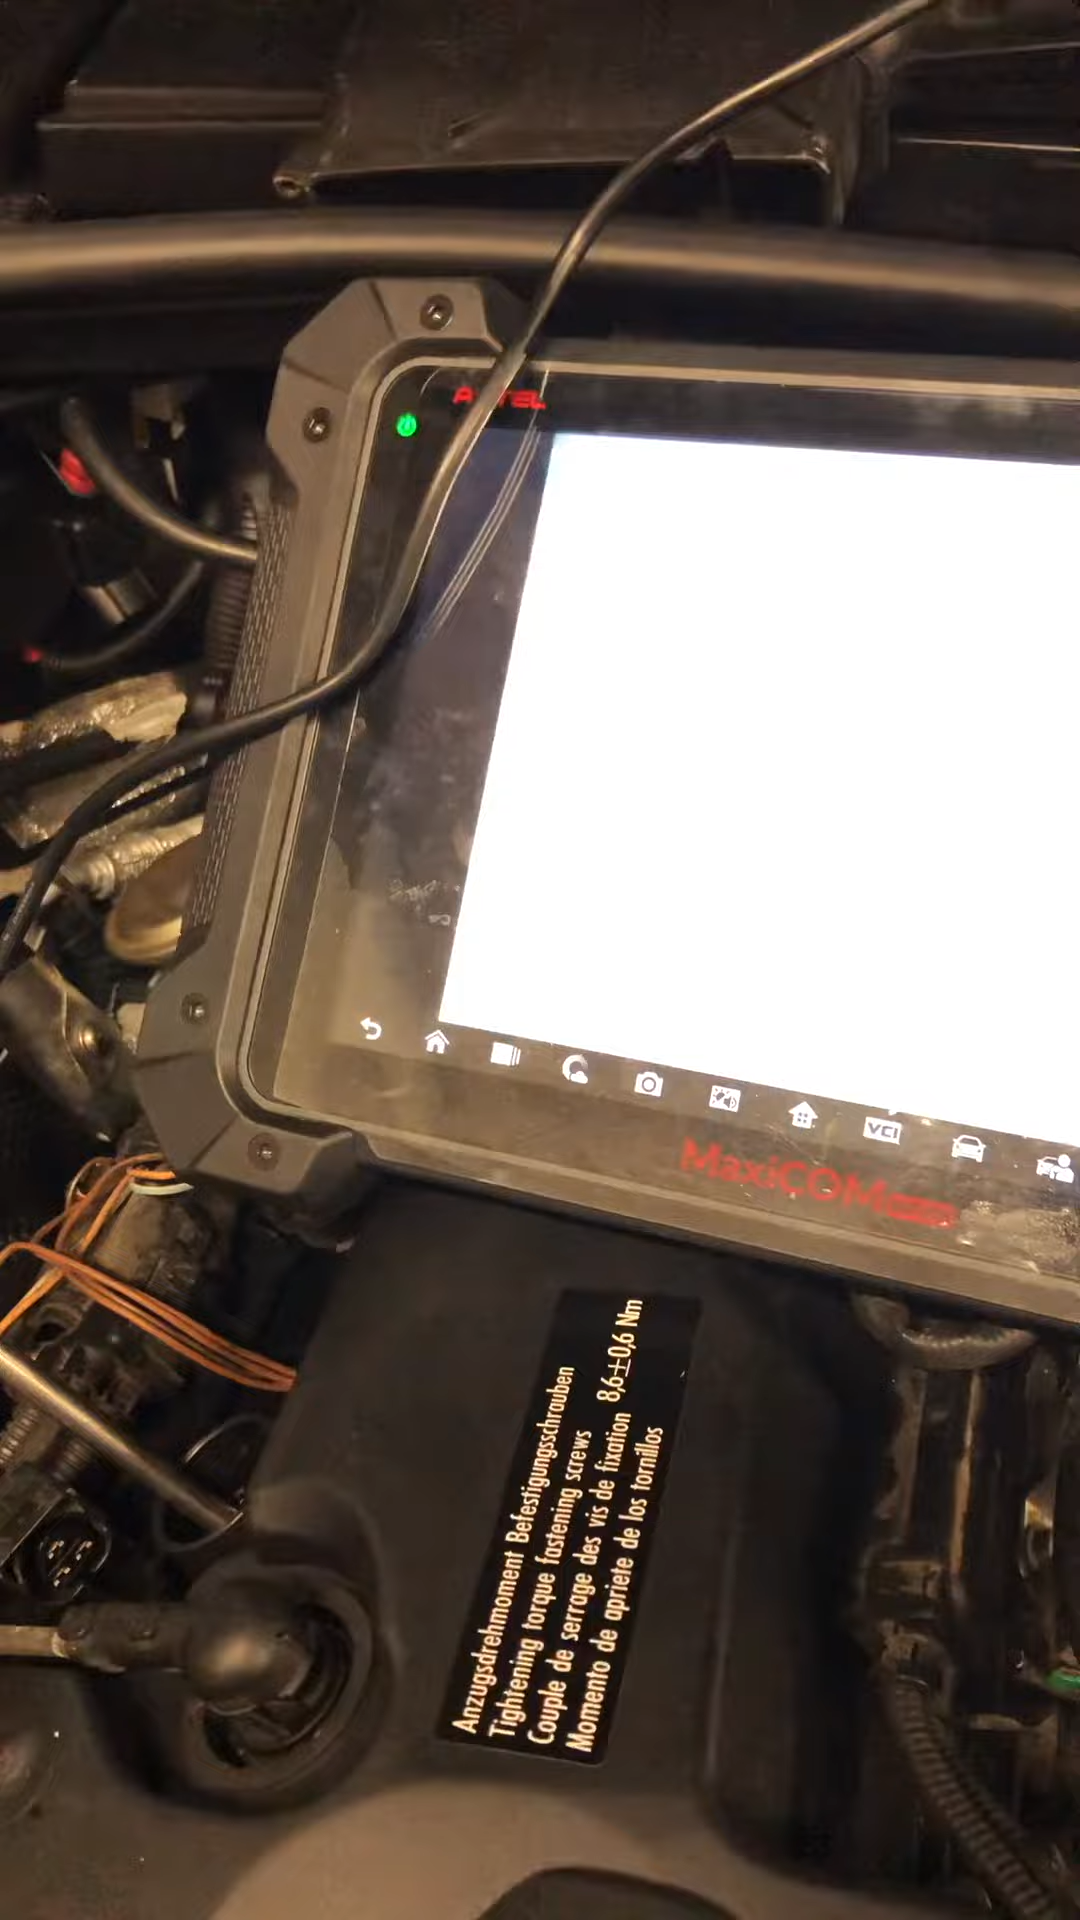 AUTEL
VCI
MaxiCOM
Anzugsdrehmoment Befestigungsschrauben
Tightening torque fastening screws
Couple de serrage des vis de fixation 8,6±0,6 Nm
Momento de apriete de los tornillos